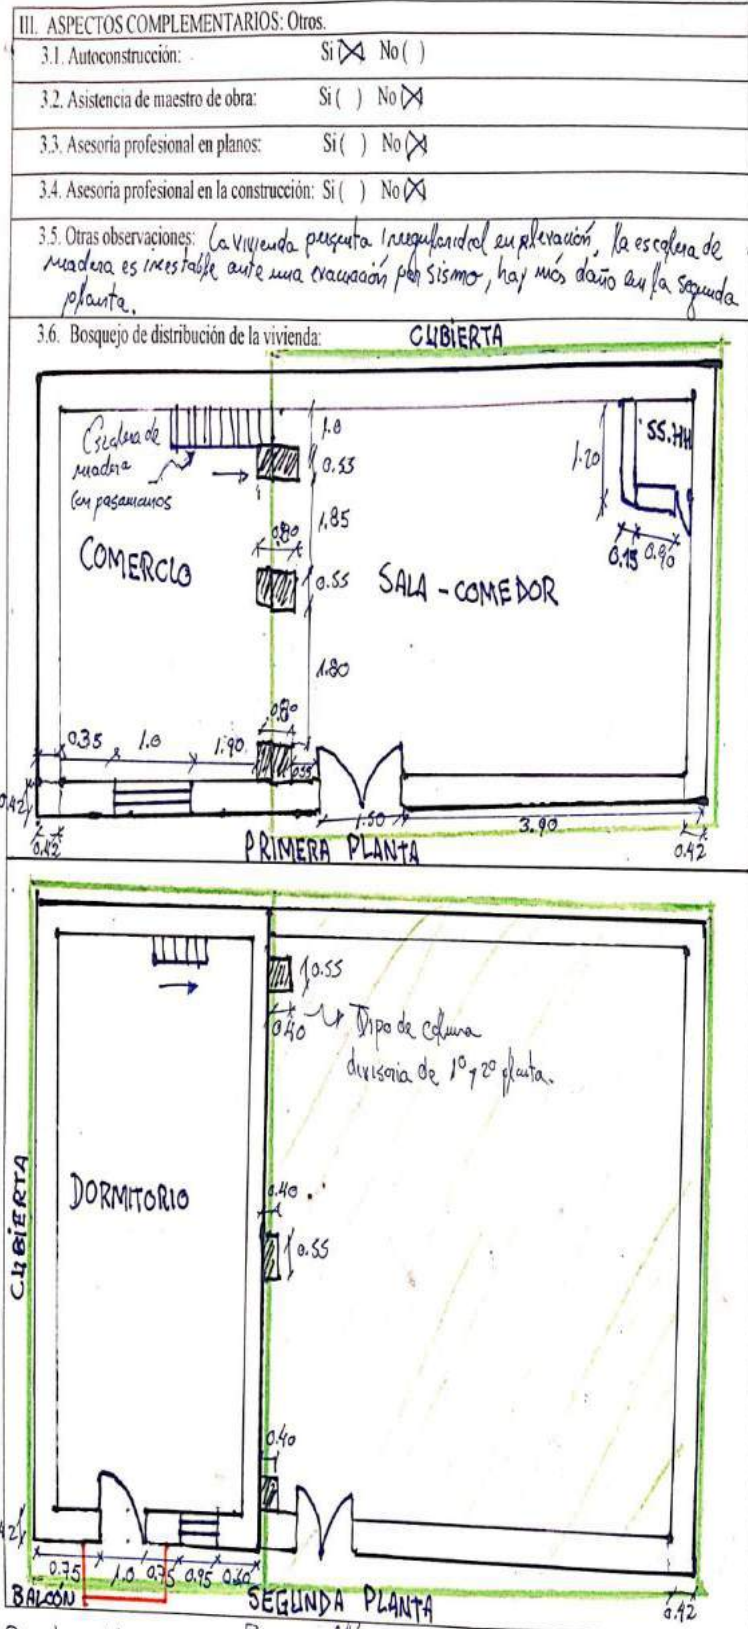 III. ASPECTOS COMPLEMENTARIOS: Otros.
3.1. Autoconstrucción: Si (X) No ( )
3.2. Asistencia de maestro de obra: Si ( ) No (X)
3.3. Asesoría profesional en planos: Si ( ) No (X)
3.4. Asesoría profesional en la construcción: Si ( ) No (X)
3.5. Otras observaciones: La vivienda presenta irregularidad en elevación, la escalera de
madera es inestable ante una evacuación por sismo, hay más daño en la segunda
planta.
3.6. Bosquejo de distribución de la vivienda:
CUBIERTA
Escalera de
madera
con pasamanos
1.0
0.53
1.20
SS.HH
COMERCIO
0.80
1.85
0.15 0.90
0.55
SALA - COMEDOR
1.80
0.80
0.35 1.0 1.90 0.55
0.42
0.42
1.50 3.90 0.42
PRIMERA PLANTA
0.55
0.40
Tipo de columna
divisoria de 1º y 2º planta.
CUBIERTA
DORMITORIO
0.40
0.55
0.40
0.75 1.0 0.75 0.95 0.60
BALCÓN
SEGUNDA PLANTA
0.42